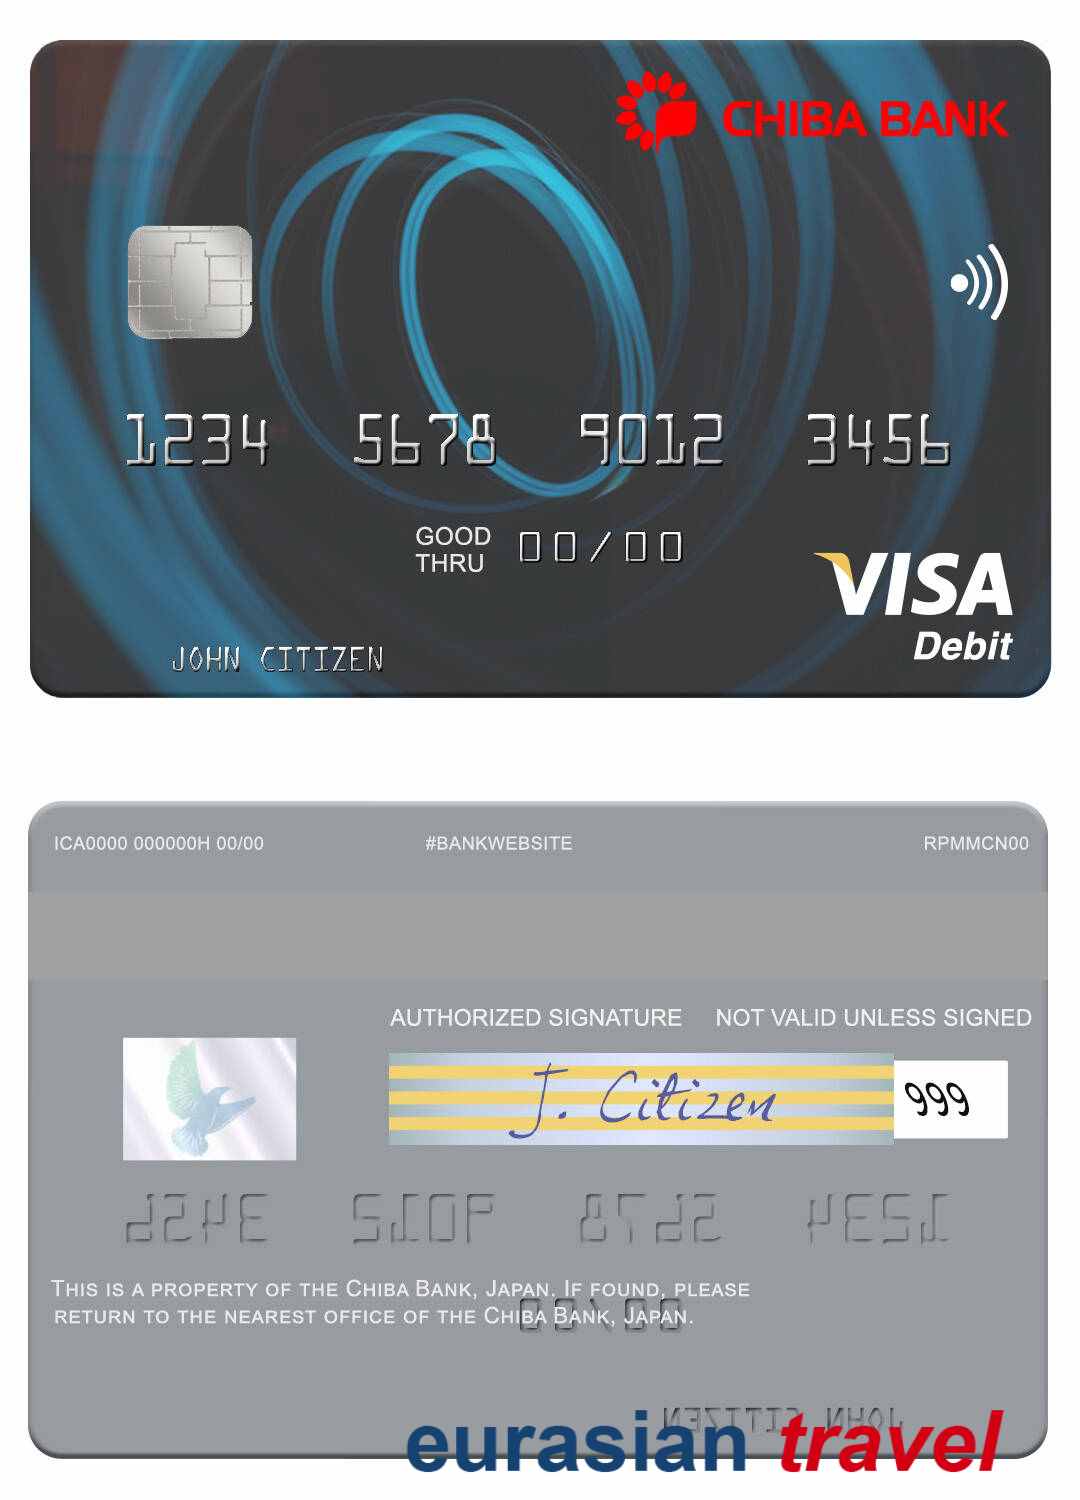 CHIBA BANK
1234 5678 9012 3456
GOOD THRU 00/00
VISA
Debit
JOHN CITIZEN
ICA0000 000000H 00/00 #BANKWEBSITE RPMMCN00
AUTHORIZED SIGNATURE NOT VALID UNLESS SIGNED
J. Citizen 999
THIS IS A PROPERTY OF THE CHIBA BANK, JAPAN. IF FOUND, PLEASE
RETURN TO THE NEAREST OFFICE OF THE CHIBA BANK, JAPAN.
eurasian travel